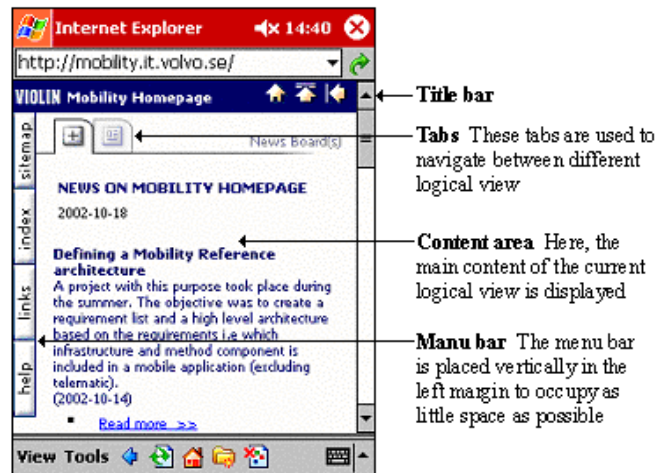 Internet Explorer 14:40
http://mobility.it.volvo.se/
VIOLIN Mobility Homepage
Title bar
sitemap
index
links
help
News Board(s)
Tabs These tabs are used to
navigate between different
logical view
NEWS ON MOBILITY HOMEPAGE
2002-10-18
Content area Here, the
main content of the current
logical view is displayed
Defining a Mobility Reference
architecture
A project with this purpose took place during
the summer. The objective was to create a
requirement list and a high level architecture
based on the requirements i.e which
infrastructure and method component is
included in a mobile application (excluding
telematic).
(2002-10-14)
Read more >>
Manu bar The menu bar
is placed vertically in the
left margin to occupy as
little space as possible
View Tools